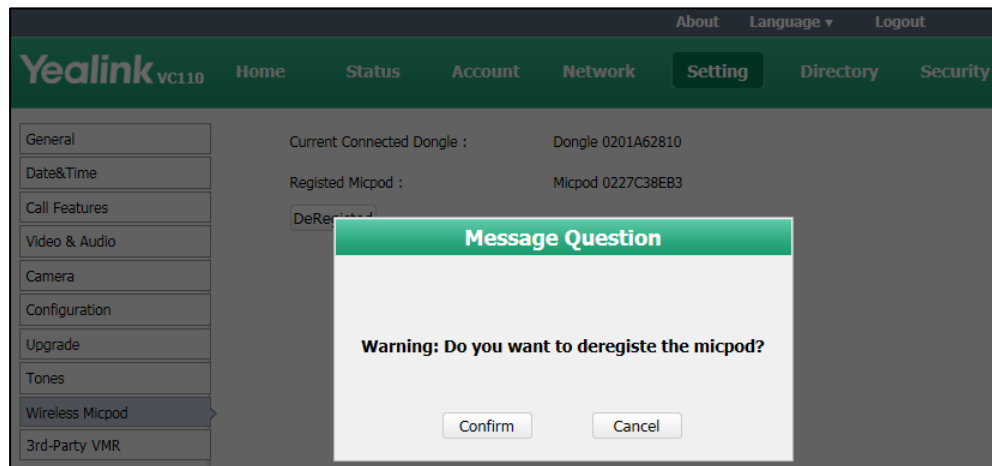 About Language ▾ Logout
Yealink VC110 Home Status Account Network Setting Directory Security
General
Current Connected Dongle : Dongle 0201A62810
Date&Time
Registed Micpod : Micpod 0227C38EB3
Call Features
DeRegisted
Video & Audio
Camera
Configuration
Upgrade
Tones
Wireless Micpod
3rd-Party VMR
Message Question
Warning: Do you want to deregiste the micpod?
Confirm Cancel